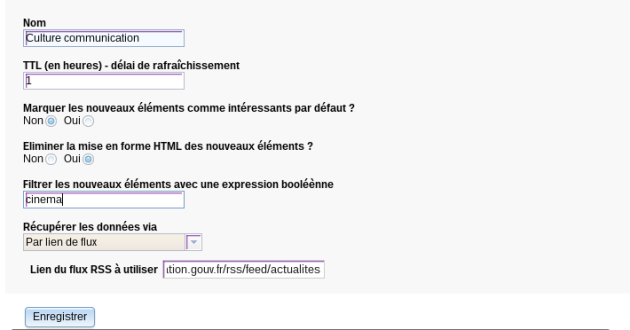 Nom
Culture communication
TTL (en heures) - délai de rafraîchissement
1
Marquer les nouveaux éléments comme intéressants par défaut ?
Non Oui
Eliminer la mise en forme HTML des nouveaux éléments ?
Non Oui
Filtrer les nouveaux éléments avec une expression booléènne
cinema
Récupérer les données via
Par lien de flux
Lien du flux RSS à utiliser tion.gouv.fr/rss/feed/actualites
Enregistrer